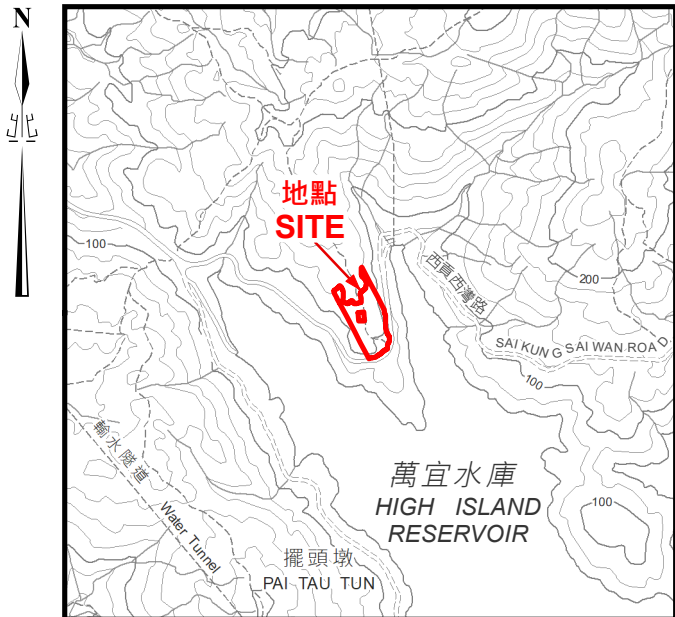 N
北
地點
SITE
100
西貢西灣路
200
SAI KUNG SAI WAN ROAD
100
輸水隧道
Water Tunnel
萬宜水庫
HIGH ISLAND
RESERVOIR
100
擺頭墩
PAI TAU TUN